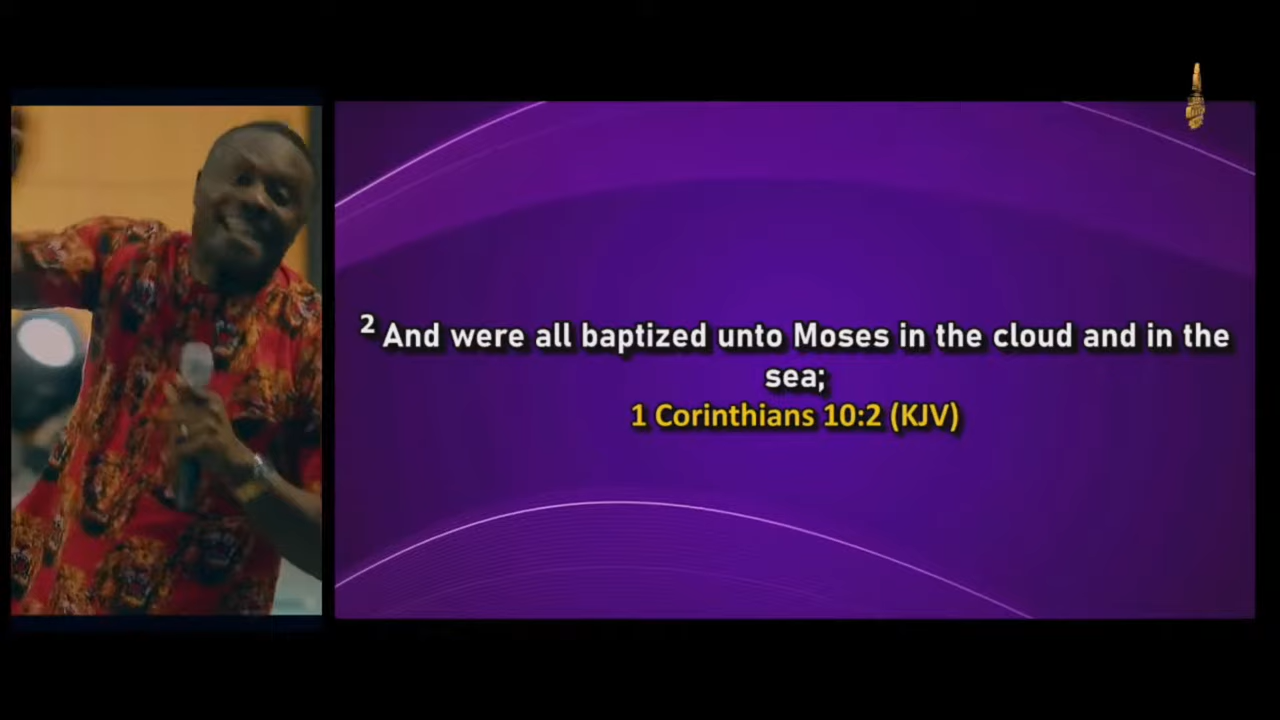 2 And were all baptized unto Moses in the cloud and in the
sea;
1 Corinthians 10:2 (KJV)